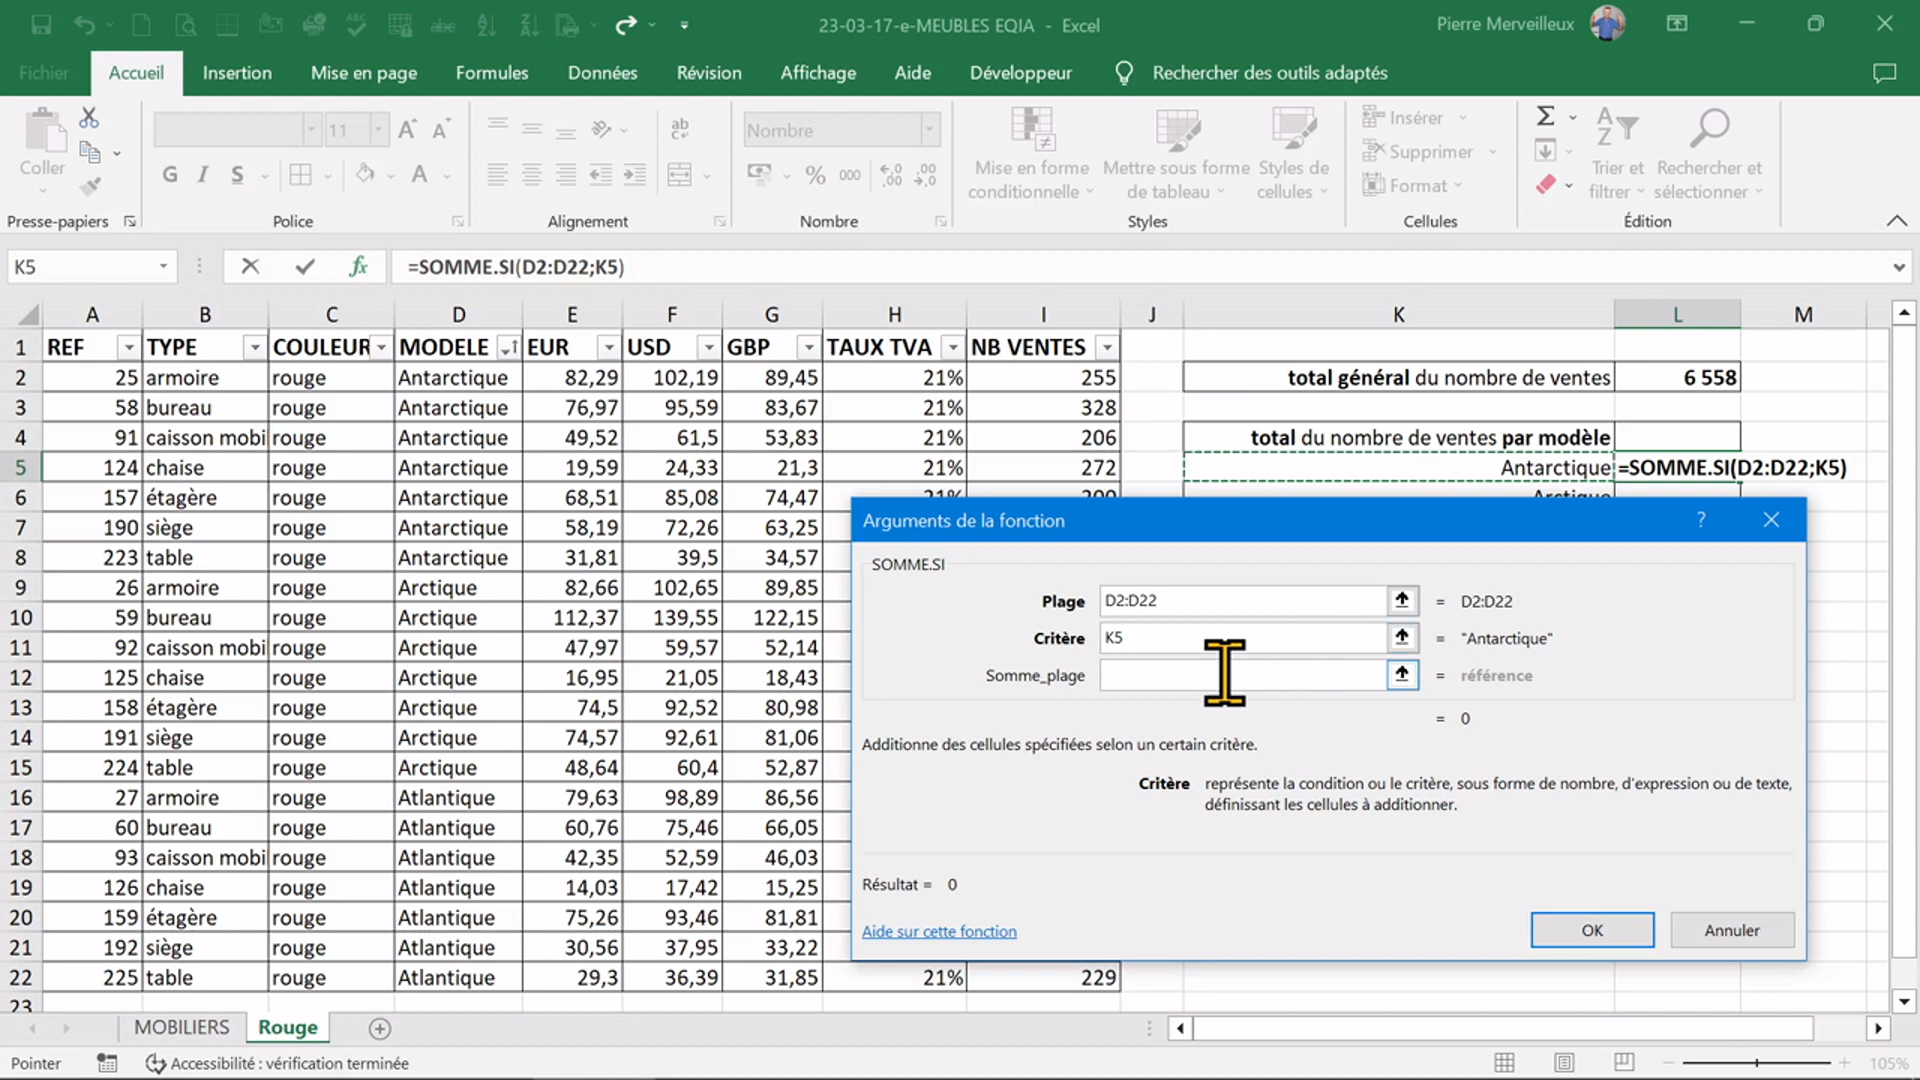 23-03-17-e-MEUBLES EQIA - Excel
Pierre Merveilleux
Fichier Accueil Insertion Mise en page Formules Données Révision Affichage Aide Développeur Rechercher des outils adaptés
Coller
11
Nombre
Mise en forme conditionnelle
Mettre sous forme de tableau
Styles de cellules
Insérer
Supprimer
Format
Trier et filtrer
Rechercher et sélectionner
G I S
% 000
Presse-papiers Police Alignement Nombre Styles Cellules Édition
K5 fx =SOMME.SI(D2:D22;K5)
A B C D E F G H I J K L M
1 REF TYPE COULEUR MODELE EUR USD GBP TAUX TVA NB VENTES
2 25 armoire rouge Antarctique 82,29 102,19 89,45 21% 255 total général du nombre de ventes 6 558
3 58 bureau rouge Antarctique 76,97 95,59 83,67 21% 328
4 91 caisson mobi rouge Antarctique 49,52 61,5 53,83 21% 206 total du nombre de ventes par modèle
5 124 chaise rouge Antarctique 19,59 24,33 21,3 21% 272 Antarctique =SOMME.SI(D2:D22;K5)
6 157 étagère rouge Antarctique 68,51 85,08 74,47 21% 200 Arctique
7 190 siège rouge Antarctique 58,19 72,26 63,25
8 223 table rouge Antarctique 31,81 39,5 34,57
9 26 armoire rouge Arctique 82,66 102,65 89,85
10 59 bureau rouge Arctique 112,37 139,55 122,15
11 92 caisson mobi rouge Arctique 47,97 59,57 52,14
12 125 chaise rouge Arctique 16,95 21,05 18,43
13 158 étagère rouge Arctique 74,5 92,52 80,98
14 191 siège rouge Arctique 74,57 92,61 81,06
15 224 table rouge Arctique 48,64 60,4 52,87
16 27 armoire rouge Atlantique 79,63 98,89 86,56
17 60 bureau rouge Atlantique 60,76 75,46 66,05
18 93 caisson mobi rouge Atlantique 42,35 52,59 46,03
19 126 chaise rouge Atlantique 14,03 17,42 15,25
20 159 étagère rouge Atlantique 75,26 93,46 81,81
21 192 siège rouge Atlantique 30,56 37,95 33,22
22 225 table rouge Atlantique 29,3 36,39 31,85 21% 229
23
Arguments de la fonction ?
SOMME.SI
Plage D2:D22 = D2:D22
Critère K5 = "Antarctique"
Somme_plage = référence
= 0
Additionne des cellules spécifiées selon un certain critère.
Critère représente la condition ou le critère, sous forme de nombre, d'expression ou de texte,
définissant les cellules à additionner.
Résultat = 0
Aide sur cette fonction OK Annuler
MOBILIERS Rouge
Pointer Accessibilité : vérification terminée 105%